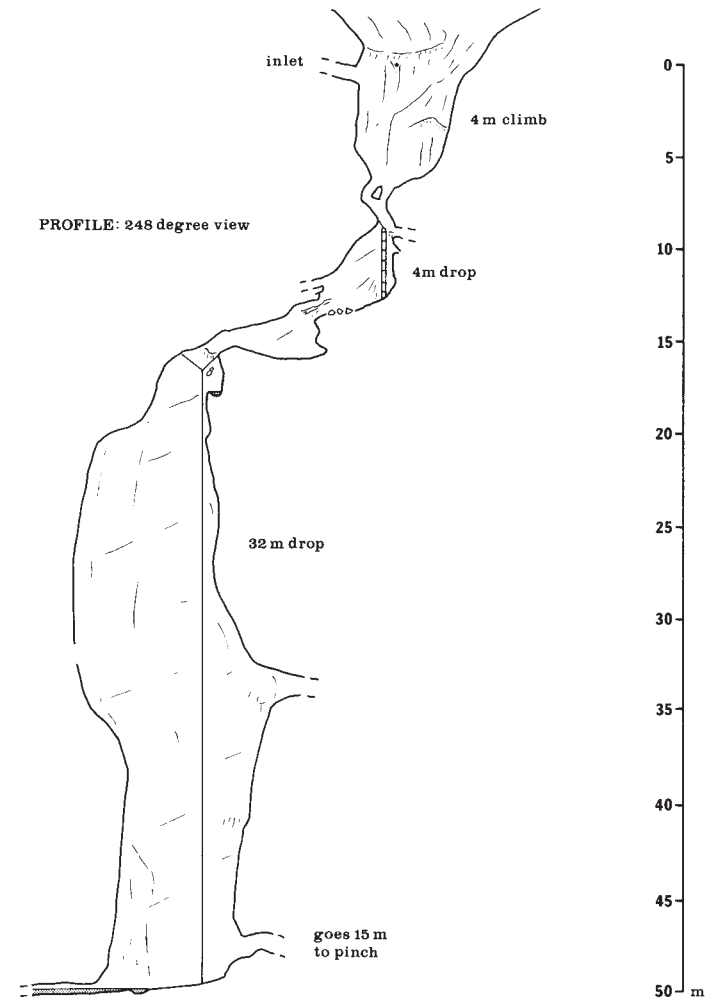 inlet
0
4 m climb
5
PROFILE: 248 degree view
10
4m drop
15
20
25
32 m drop
30
35
40
45
goes 15 m
to pinch
50 m